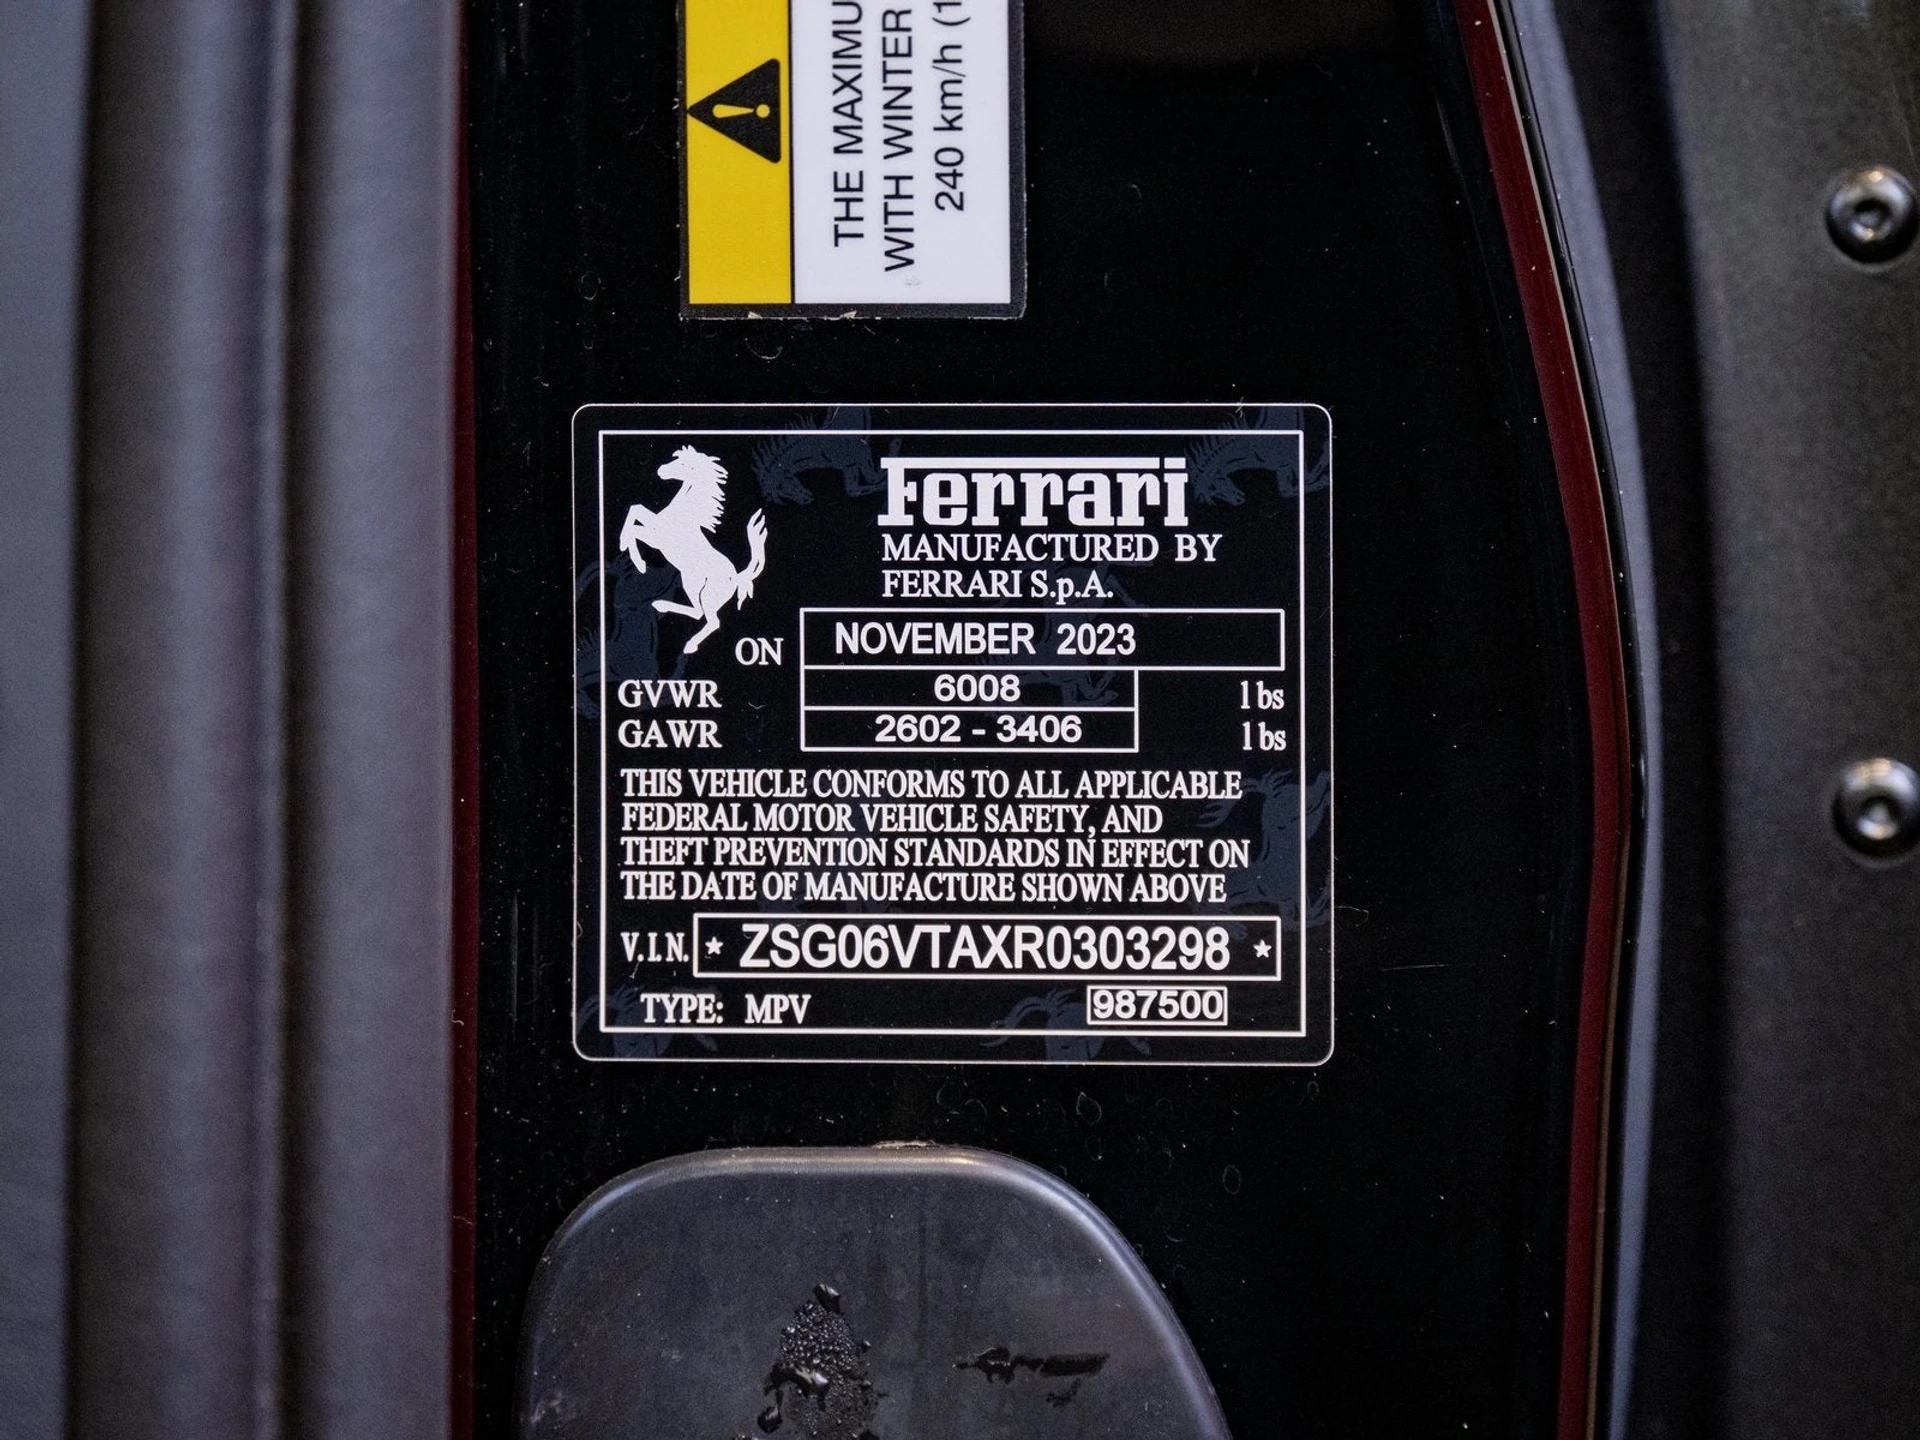 THE MAXIMU
WITH WINTER
240 km/h (1
Ferrari
MANUFACTURED BY
FERRARI S.p.A.
ON NOVEMBER 2023
GVWR 6008 lbs
GAWR 2602 - 3406 lbs
THIS VEHICLE CONFORMS TO ALL APPLICABLE
FEDERAL MOTOR VEHICLE SAFETY, AND
THEFT PREVENTION STANDARDS IN EFFECT ON
THE DATE OF MANUFACTURE SHOWN ABOVE
V.I.N. * ZSG06VTAXR0303298 *
TYPE: MPV 987500